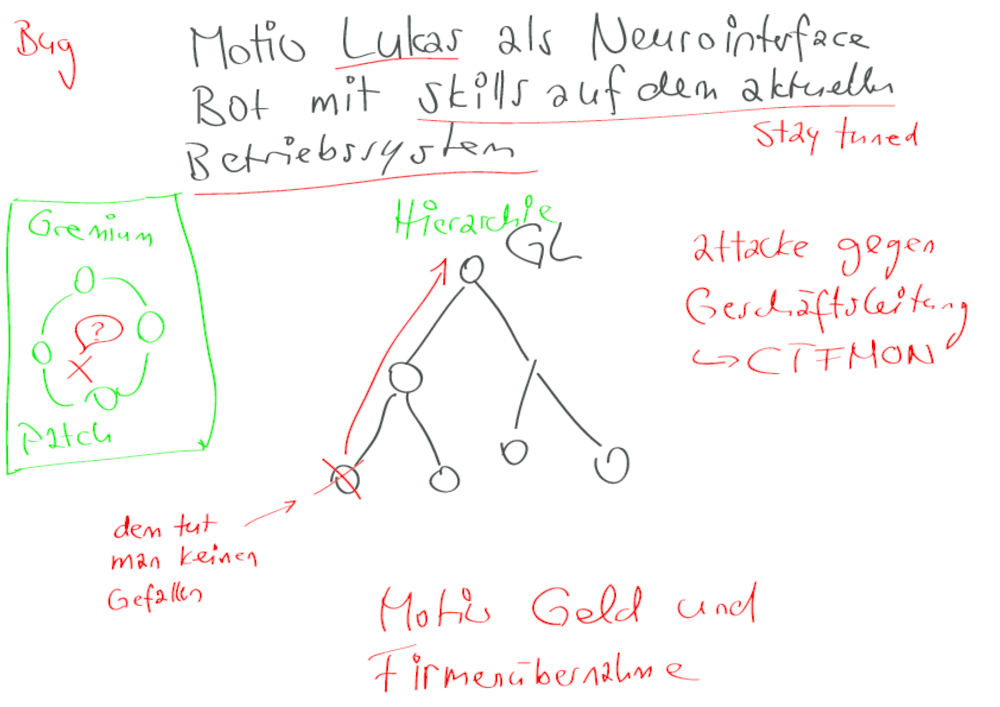 Bug
Motiv Lukas als Neurointerface
Bot mit skills auf dem aktuellen
Betriebssystem
Stay tuned
Gremium
?
Patch
Hierarchie
GL
attacke gegen
Geschäftsleitung
↳ CTFMON
dem tut
man keinen
Gefallen
Motiv Geld und
Firmenübernahme